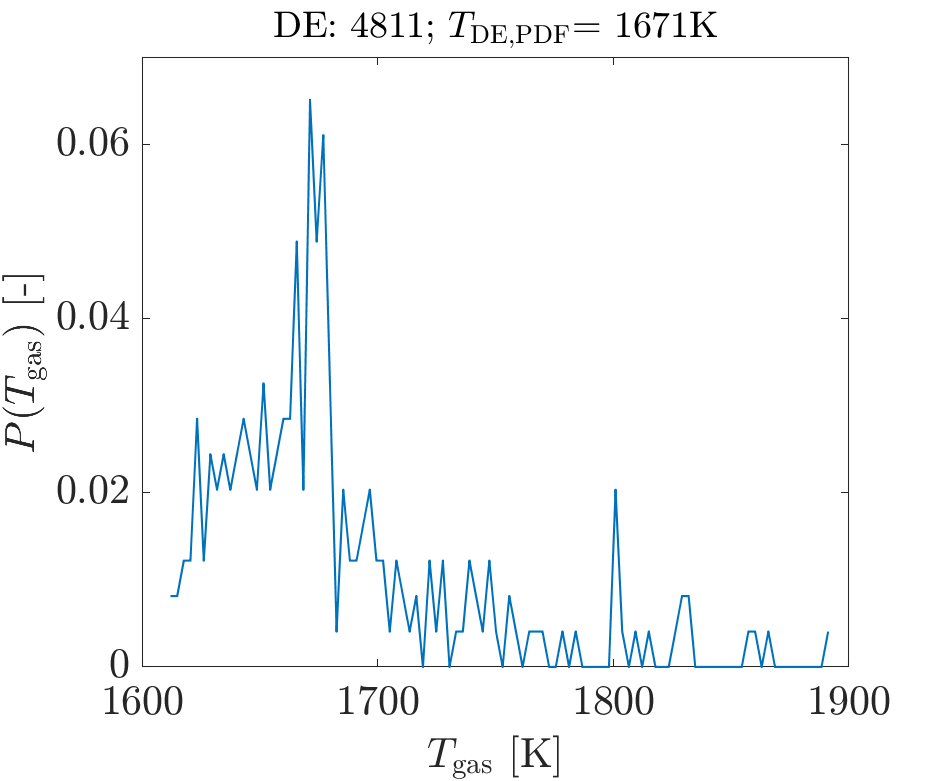 DE: 4811; T_DE,PDF= 1671K
0.06
0.04
0.02
0
P(T_gas) [-]
1600 1700 1800 1900
T_gas [K]